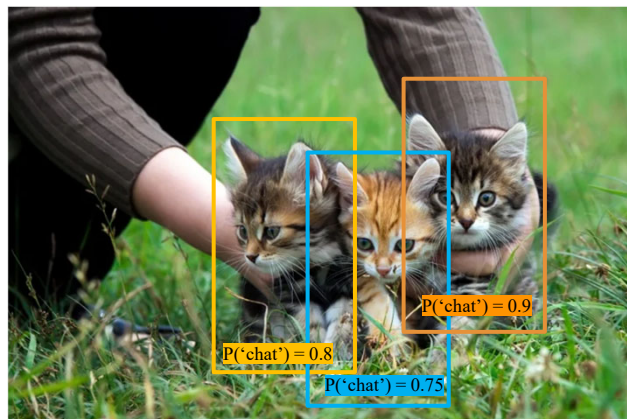 P(‘chat’) = 0.9
P(‘chat’) = 0.8
P(‘chat’) = 0.75